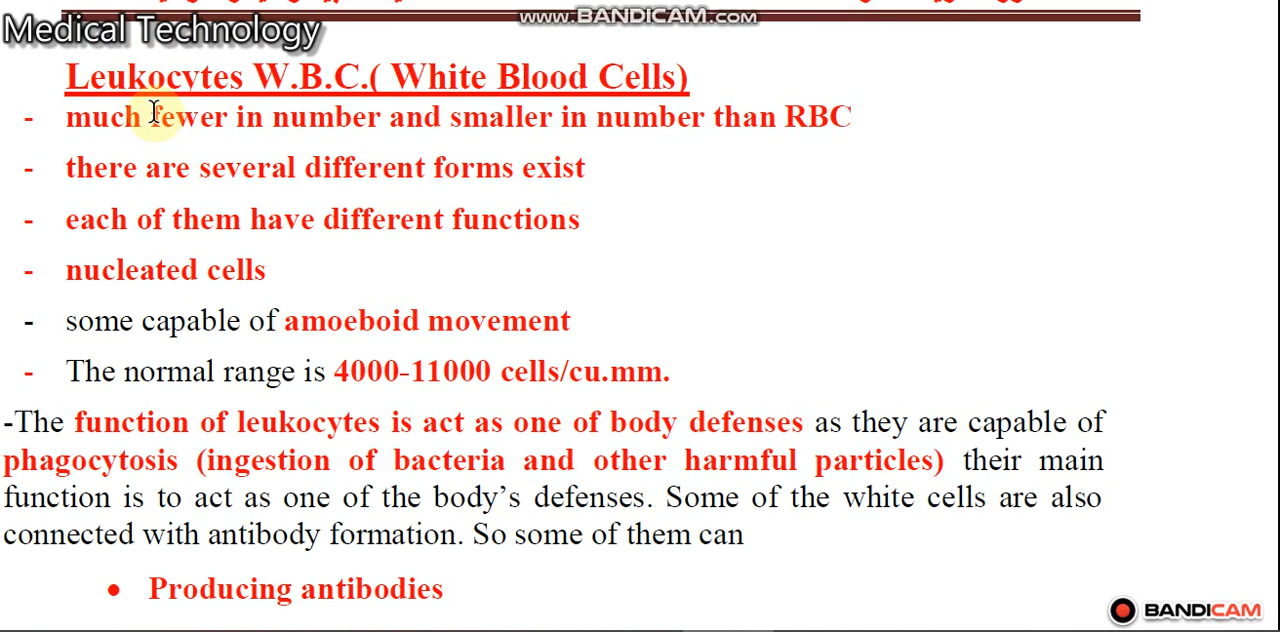 www.BANDICAM.com
Medical Technology
Leukocytes W.B.C.( White Blood Cells)
- much fewer in number and smaller in number than RBC
- there are several different forms exist
- each of them have different functions
- nucleated cells
- some capable of amoeboid movement
- The normal range is 4000-11000 cells/cu.mm.
-The function of leukocytes is act as one of body defenses as they are capable of
phagocytosis (ingestion of bacteria and other harmful particles) their main
function is to act as one of the body’s defenses. Some of the white cells are also
connected with antibody formation. So some of them can
• Producing antibodies
BANDICAM